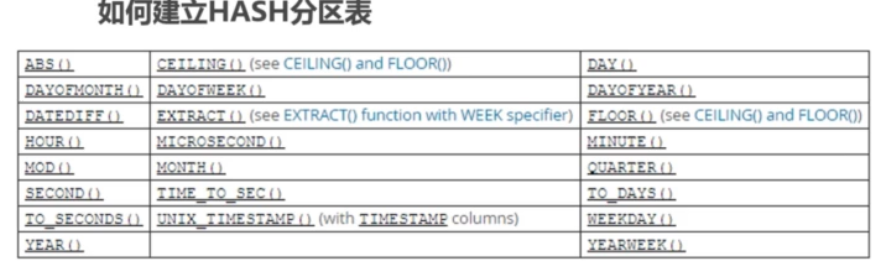 如何建立HASH分区表
ABS() CEILING() (see CEILING() and FLOOR()) DAY()
DAYOFMONTH() DAYOFWEEK() DAYOFYEAR()
DATEDIFF() EXTRACT() (see EXTRACT() function with WEEK specifier) FLOOR() (see CEILING() and FLOOR())
HOUR() MICROSECOND() MINUTE()
MOD() MONTH() QUARTER()
SECOND() TIME_TO_SEC() TO_DAYS()
TO_SECONDS() UNIX_TIMESTAMP() (with TIMESTAMP columns) WEEKDAY()
YEAR() YEARWEEK()